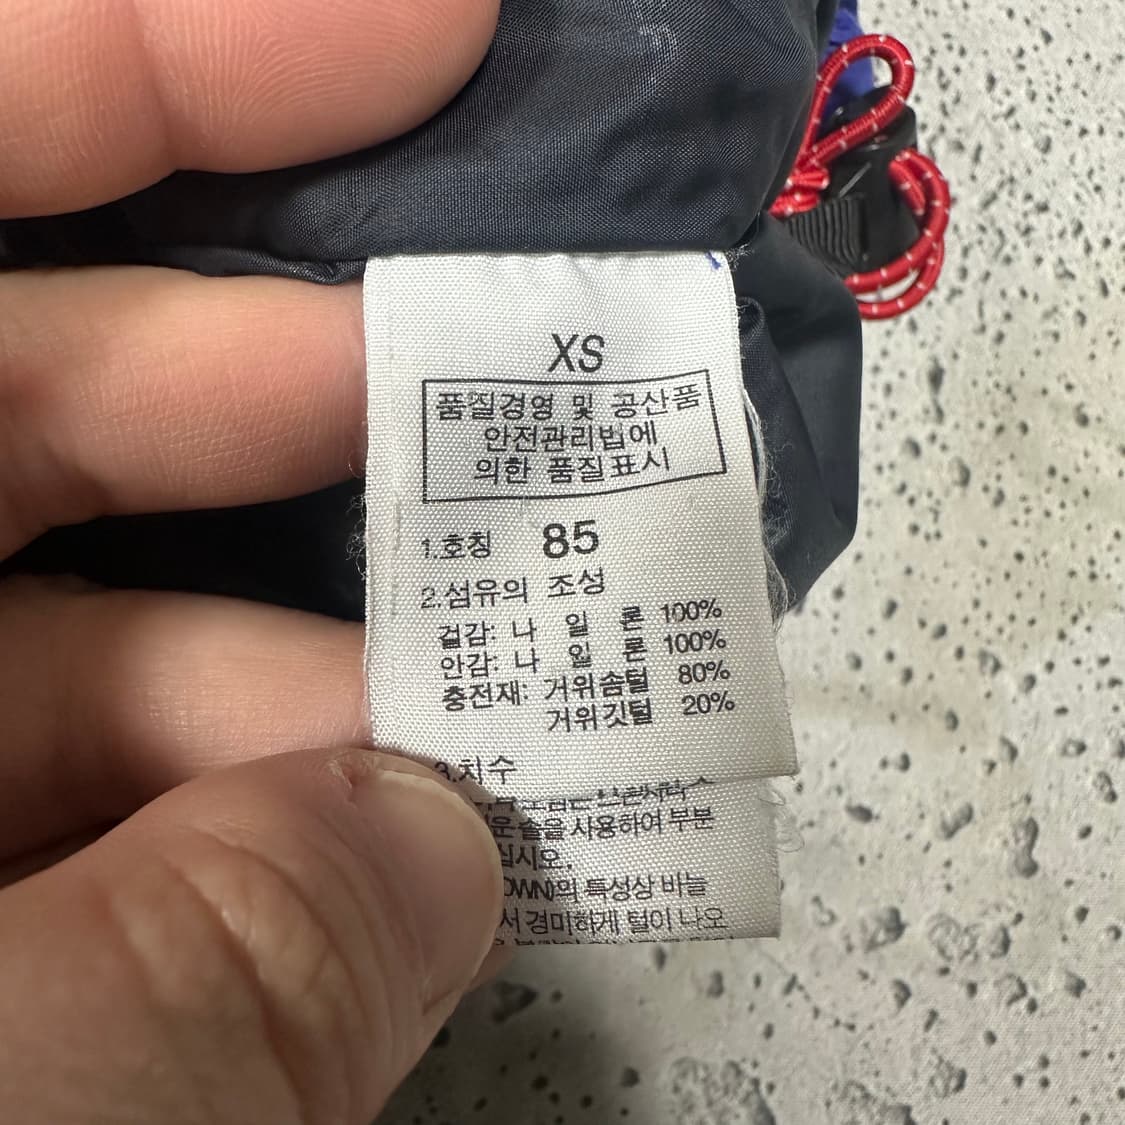 XS
품질경영 및 공산품
안전관리법에
의한 품질표시
1.호칭 85
2.섬유의 조성
겉감: 나 일 론 100%
안감: 나 일 론 100%
충전재: 거위솜털 80%
거위깃털 20%
3.치수
운 솔을 사용하여 부분
십시오.
OWN)의 특성상 바늘
서 경미하게 털이 나오